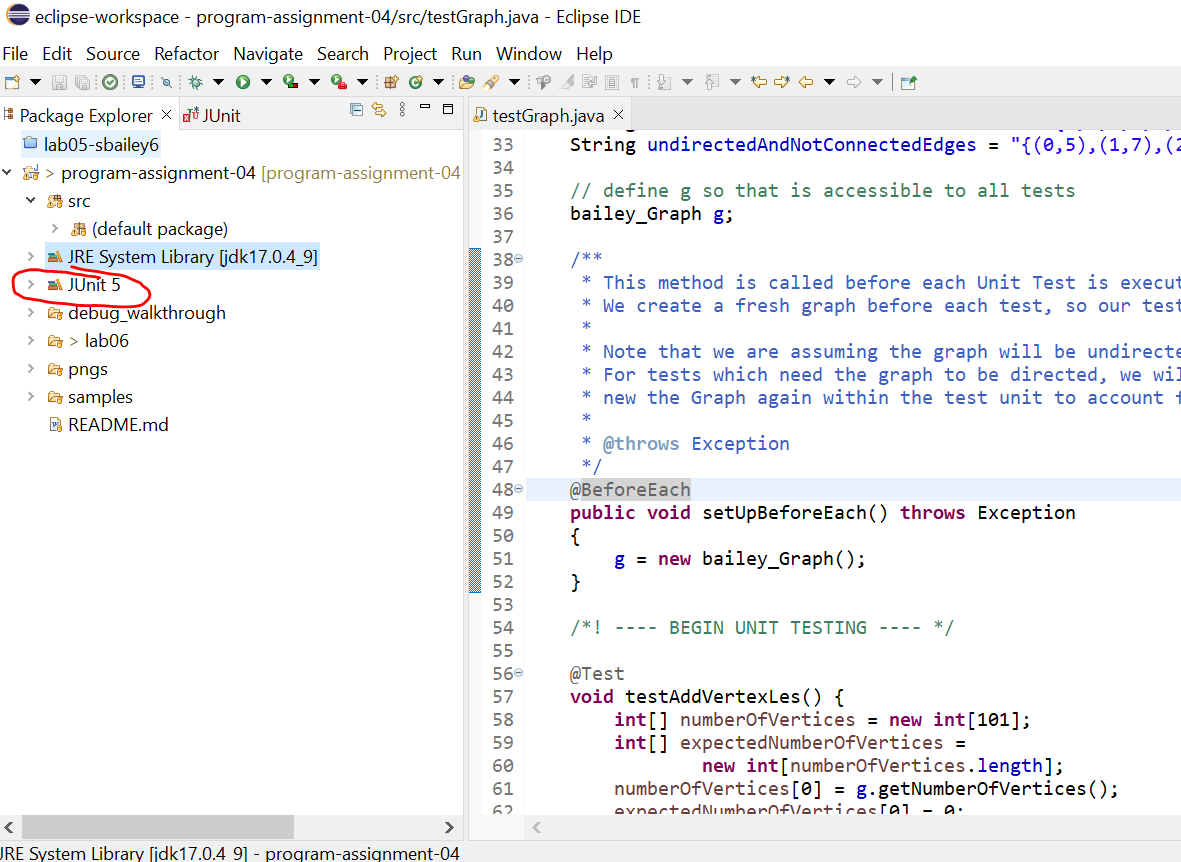 eclipse-workspace - program-assignment-04/src/testGraph.java - Eclipse IDE
File Edit Source Refactor Navigate Search Project Run Window Help
Package Explorer JUnit
testGraph.java
lab05-sbailey6
> program-assignment-04 [program-assignment-04
src
(default package)
JRE System Library [jdk17.0.4_9]
JUnit 5
debug_walkthrough
> lab06
pngs
samples
README.md
33 String undirectedAndNotConnectedEdges = "{(0,5),(1,7),(2
34
35 // define g so that is accessible to all tests
36 bailey_Graph g;
37
38 /**
39 * This method is called before each Unit Test is execut
40 * We create a fresh graph before each test, so our test
41 *
42 * Note that we are assuming the graph will be undirecte
43 * For tests which need the graph to be directed, we wil
44 * new the Graph again within the test unit to account f
45 *
46 * @throws Exception
47 */
48 @BeforeEach
49 public void setUpBeforeEach() throws Exception
50 {
51 g = new bailey_Graph();
52 }
53
54 /*! ---- BEGIN UNIT TESTING ---- */
55
56 @Test
57 void testAddVertexLes() {
58 int[] numberOfVertices = new int[101];
59 int[] expectedNumberOfVertices =
60 new int[numberOfVertices.length];
61 numberOfVertices[0] = g.getNumberOfVertices();
62 expectedNumberOfVertices[0] = 0;
JRE System Library [jdk17.0.4_9] - program-assignment-04